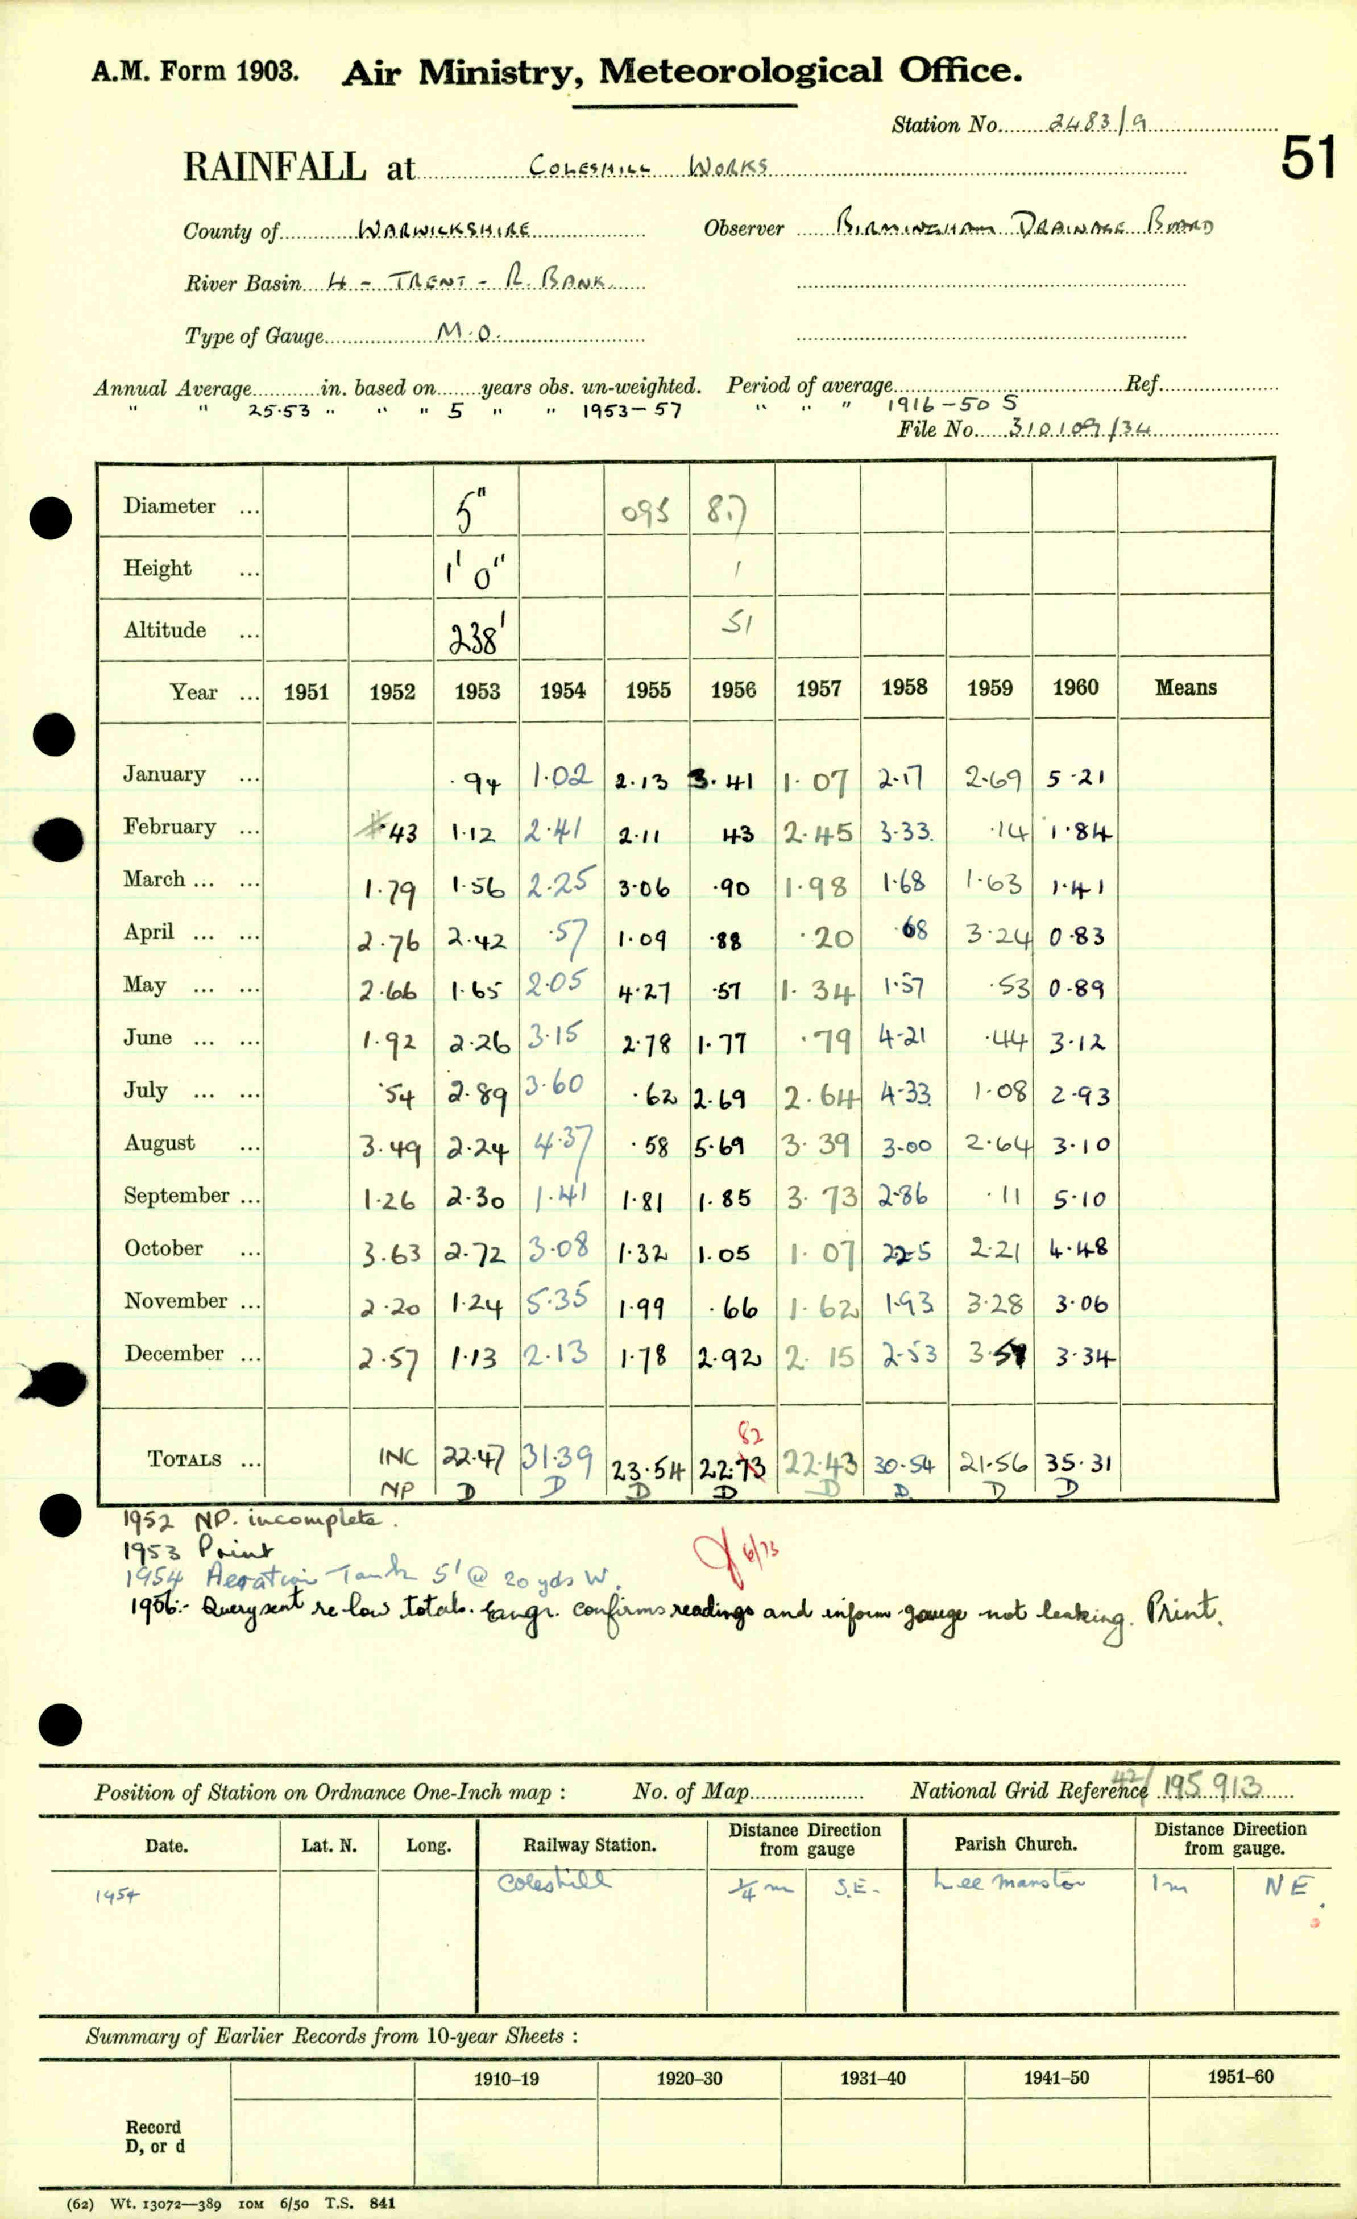 A.M. Form 1903. Air Ministry, Meteorological Office.
Station No. 2483/9
51
RAINFALL at COLESHILL WORKS
County of WARWICKSHIRE Observer BIRMINGHAM DRAINAGE BOARD
River Basin 4 - TRENT - R. BANK
Type of Gauge M.O.
Annual Average in. based on years obs. un-weighted. Period of average Ref.
" " 25.53 " " " 5 " " 1953-57 " " " 1916-50 S
File No. 310109/34
Diameter ... 5" 095 8.7
Height ... 1' 0" 1
Altitude ... 238' 51
Year ... 1951 1952 1953 1954 1955 1956 1957 1958 1959 1960 Means
January ... .94 1.02 2.13 3.41 1.07 2.17 2.69 5.21
February ... .43 1.12 2.41 2.11 43 2.45 3.33 .14 1.84
March ... ... 1.79 1.56 2.25 3.06 .90 1.98 1.68 1.63 1.41
April ... ... 2.76 2.42 .57 1.09 .88 .20 .68 3.24 0.83
May ... ... 2.66 1.65 2.05 4.27 .57 1.34 1.57 .53 0.89
June ... ... 1.92 2.26 3.15 2.78 1.77 .79 4.21 .44 3.12
July ... ... .54 2.89 3.60 .62 2.69 2.64 4.33 1.08 2.93
August ... 3.49 2.24 4.37 .58 5.69 3.39 3.00 2.64 3.10
September ... 1.26 2.30 1.41 1.81 1.85 3.73 2.86 .11 5.10
October ... 3.63 2.72 3.08 1.32 1.05 1.07 2.25 2.21 4.48
November ... 2.20 1.24 5.35 1.99 .66 1.62 1.93 3.28 3.06
December ... 2.57 1.13 2.13 1.78 2.92 2.15 2.53 3.57 3.34
82
TOTALS ... INC 22.47 31.39 23.54 22.73 22.43 30.54 21.56 35.31
NP D D D D D D D D
1952 NP. incomplete.
1953 Print
6/73
1954 Aeration Tank 5' @ 20 yds W.
1956:- Query sent re low totals. Engr. confirms readings and inform gauge not leaking. Print.
Position of Station on Ordnance One-Inch map : No. of Map National Grid Reference 42/ 195 913
Date. Lat. N. Long. Railway Station. Distance from gauge Direction Parish Church. Distance from gauge. Direction
1954 Coleshill 1/4 m S.E. Lee Marston 1m NE.
Summary of Earlier Records from 10-year Sheets :
1910–19 1920–30 1931–40 1941–50 1951–60
Record
D, or d
(62) Wt. 13072—389 10M 6/50 T.S. 841